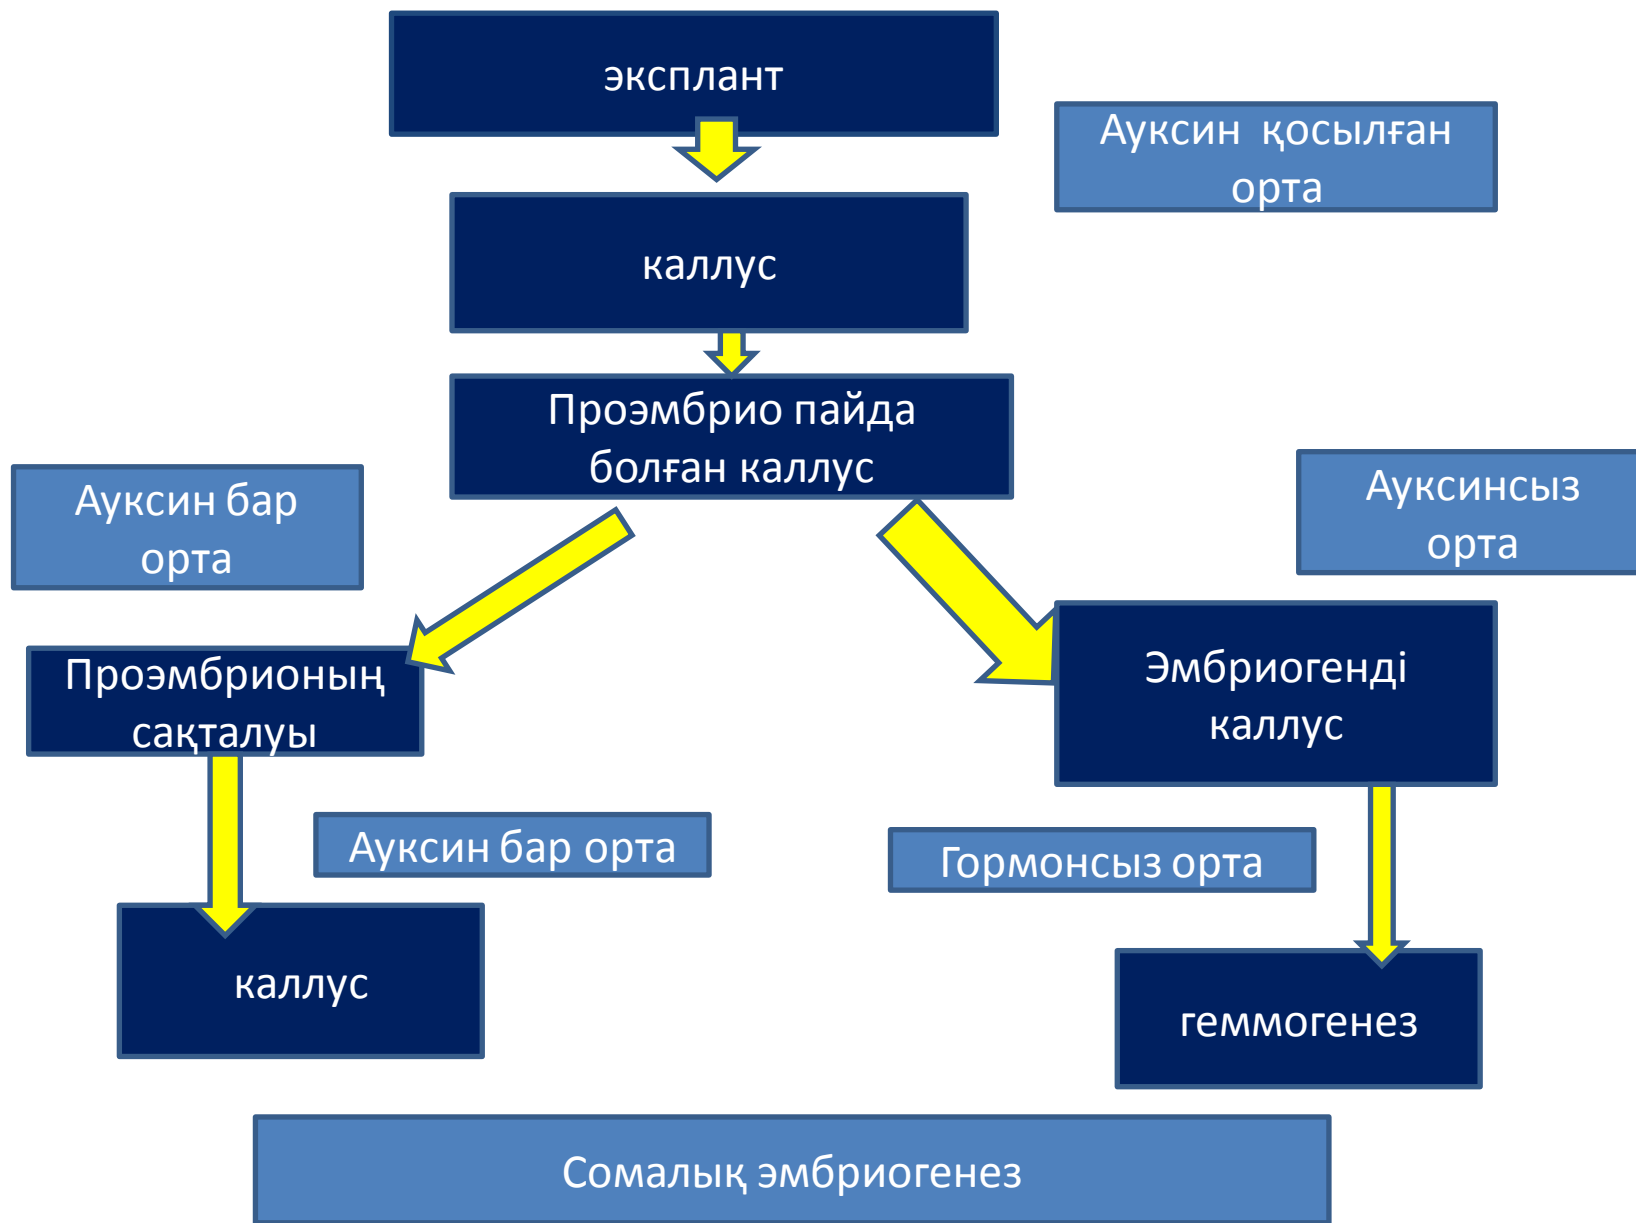 эксплант
Ауксин қосылған
орта
каллус
Проэмбрио пайда
болған каллус
Ауксин бар
орта
Ауксинсыз
орта
Проэмбрионың
сақталуы
Эмбриогенді
каллус
Ауксин бар орта
Гормонсыз орта
каллус
геммогенез
Сомалық эмбриогенез